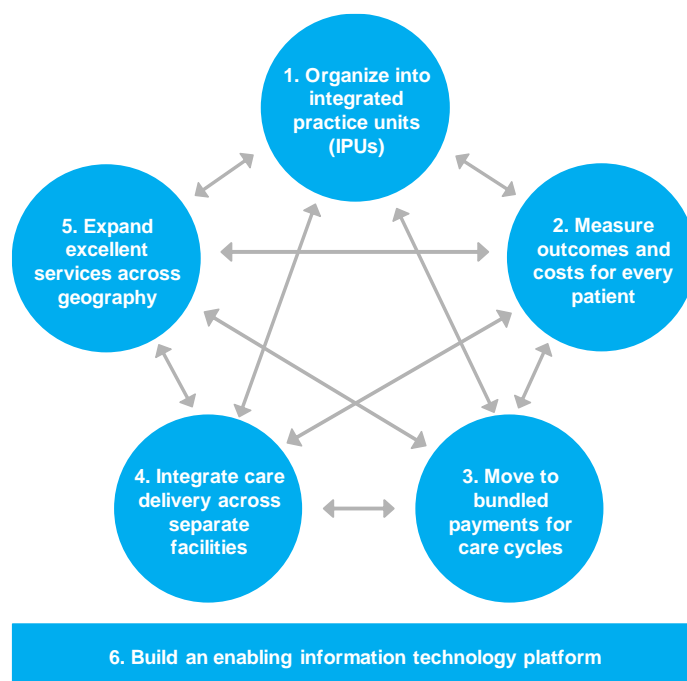 1. Organize into
integrated
practice units
(IPUs)
2. Measure
outcomes and
costs for every
patient
3. Move to
bundled
payments for
care cycles
4. Integrate care
delivery across
separate
facilities
5. Expand
excellent
services across
geography
6. Build an enabling information technology platform